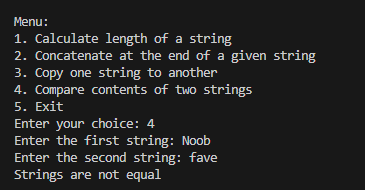 Menu:
1. Calculate length of a string
2. Concatenate at the end of a given string
3. Copy one string to another
4. Compare contents of two strings
5. Exit
Enter your choice: 4
Enter the first string: Noob
Enter the second string: fave
Strings are not equal